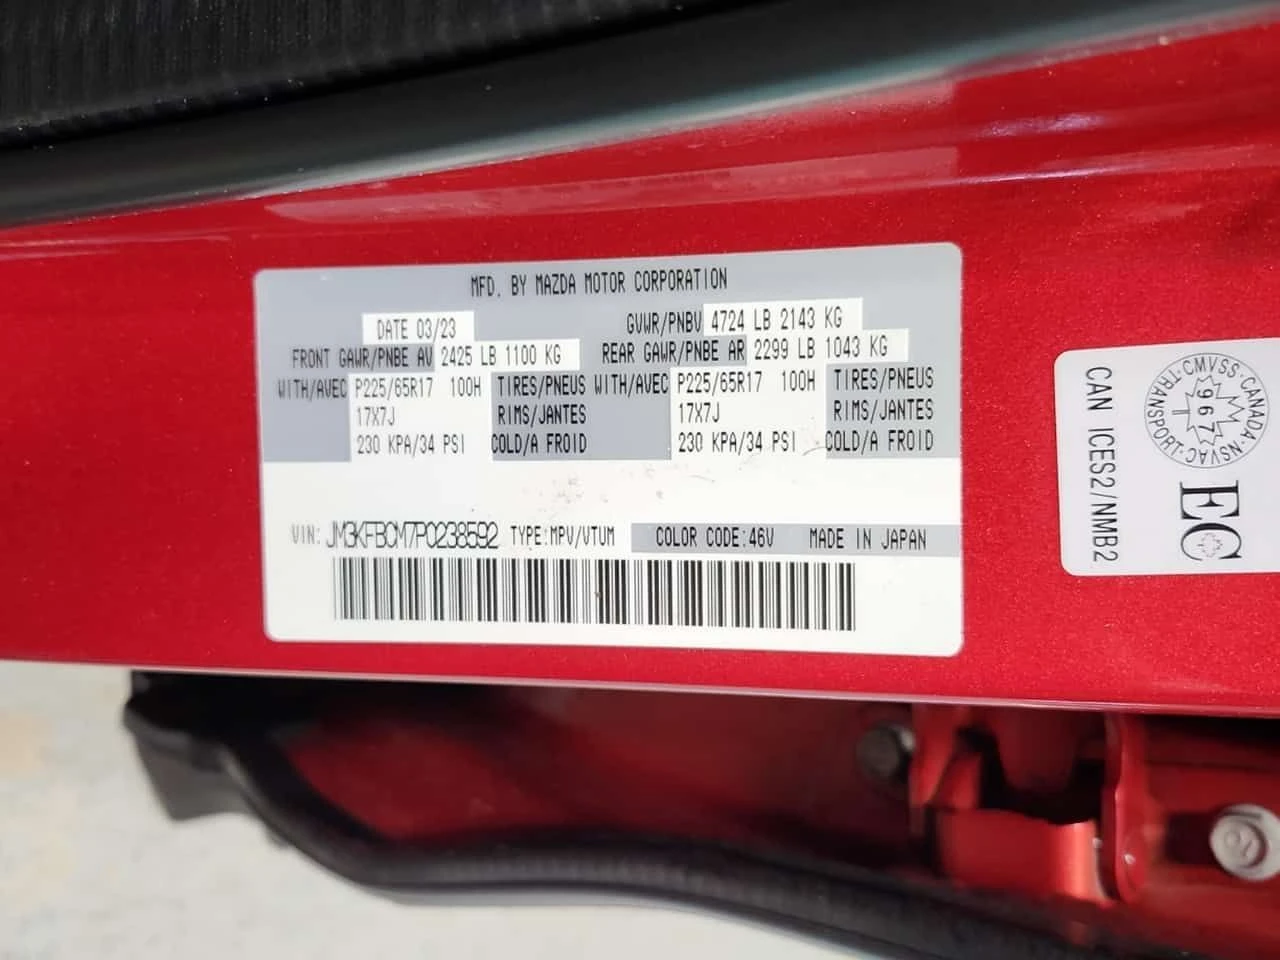 MFD. BY MAZDA MOTOR CORPORATION
DATE 03/23 GVWR/PNBV 4724 LB 2143 KG
FRONT GAWR/PNBE AV 2425 LB 1100 KG REAR GAWR/PNBE AR 2299 LB 1043 KG
WITH/AVEC P225/65R17 100H TIRES/PNEUS WITH/AVEC P225/65R17 100H TIRES/PNEUS
17X7J RIMS/JANTES 17X7J RIMS/JANTES
230 KPA/34 PSI COLD/A FROID 230 KPA/34 PSI COLD/A FROID
VIN: JM3KFBCM7P0238592 TYPE:MPV/VTUM COLOR CODE:46V MADE IN JAPAN
CAN ICES2/NMB2
CMVSS·CANADA·NSVAC·TRANSPORT·
967
EC